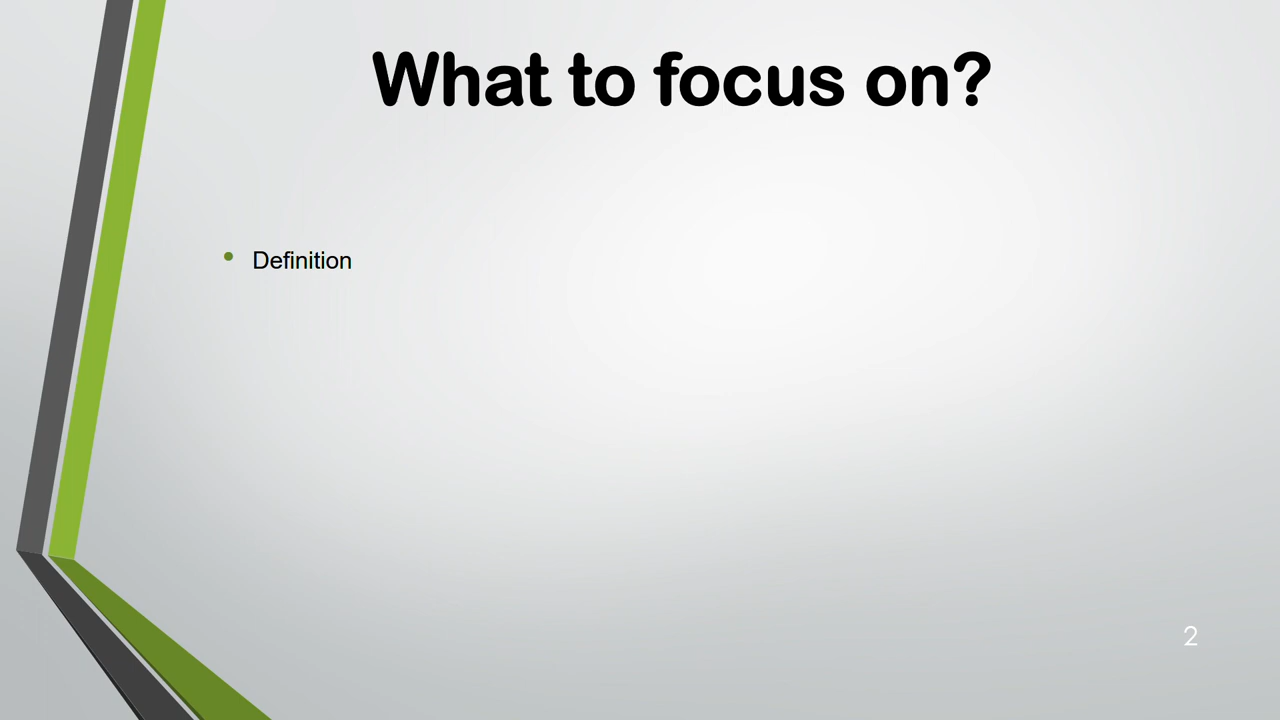 What to focus on?
• Definition
2